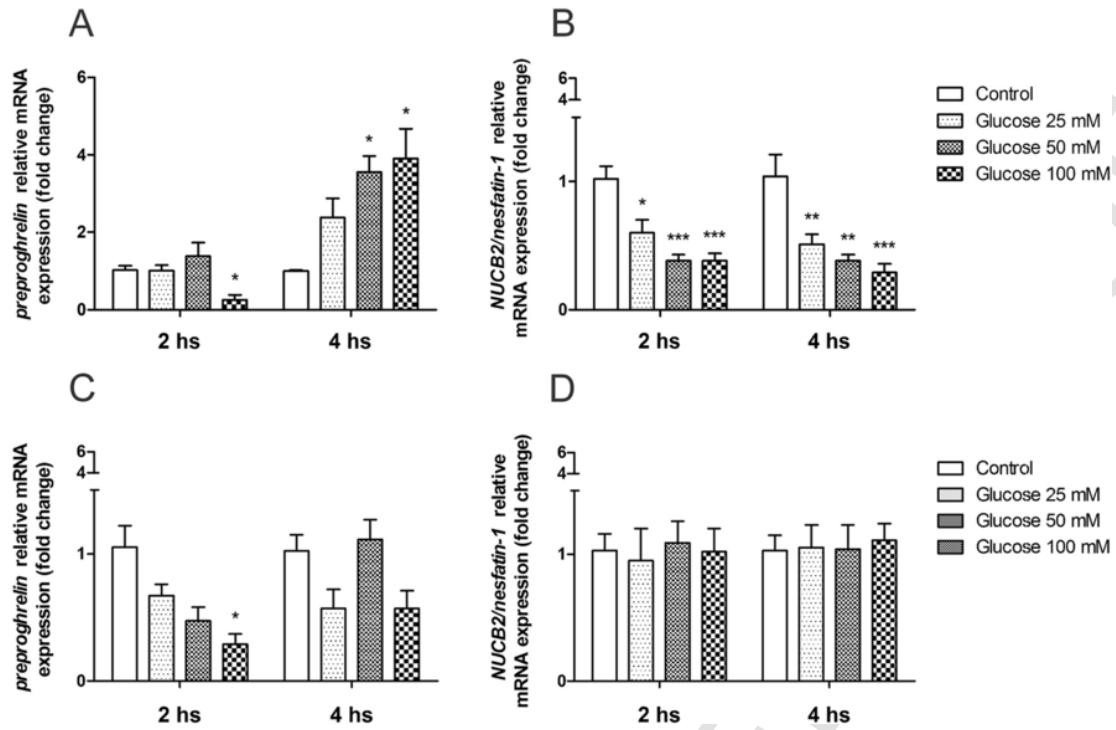 A
preproghrelin relative mRNA
expression (fold change)
6
4
2
0
*
*
*
2 hs
4 hs
B
NUCB2/nesfatin-1 relative
mRNA expression (fold change)
6
4
1
0
*
***
***
**
**
***
2 hs
4 hs
Control
Glucose 25 mM
Glucose 50 mM
Glucose 100 mM
C
preproghrelin relative mRNA
expression (fold change)
6
4
1
0
*
2 hs
4 hs
D
NUCB2/nesfatin-1 relative
mRNA expression (fold change)
6
4
1
0
2 hs
4 hs
Control
Glucose 25 mM
Glucose 50 mM
Glucose 100 mM